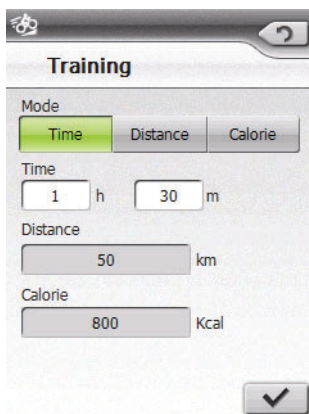 Training
Mode
Time Distance Calorie
Time
1 h 30 m
Distance
50 km
Calorie
800 Kcal